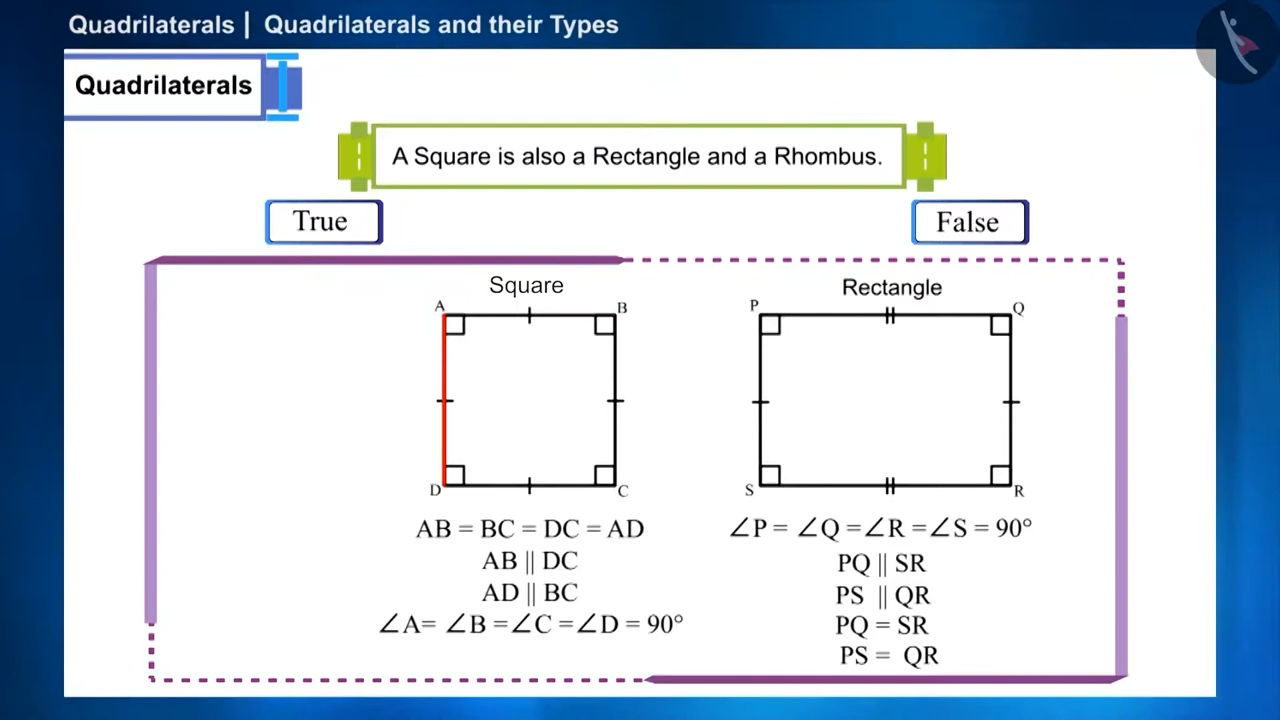 Quadrilaterals | Quadrilaterals and their Types
Quadrilaterals
A Square is also a Rectangle and a Rhombus.
True
False
Square
A
B
D
C
AB = BC = DC = AD
AB || DC
AD || BC
∠A= ∠B =∠C =∠D = 90°
Rectangle
P
Q
S
R
∠P = ∠Q =∠R =∠S = 90°
PQ || SR
PS || QR
PQ = SR
PS = QR